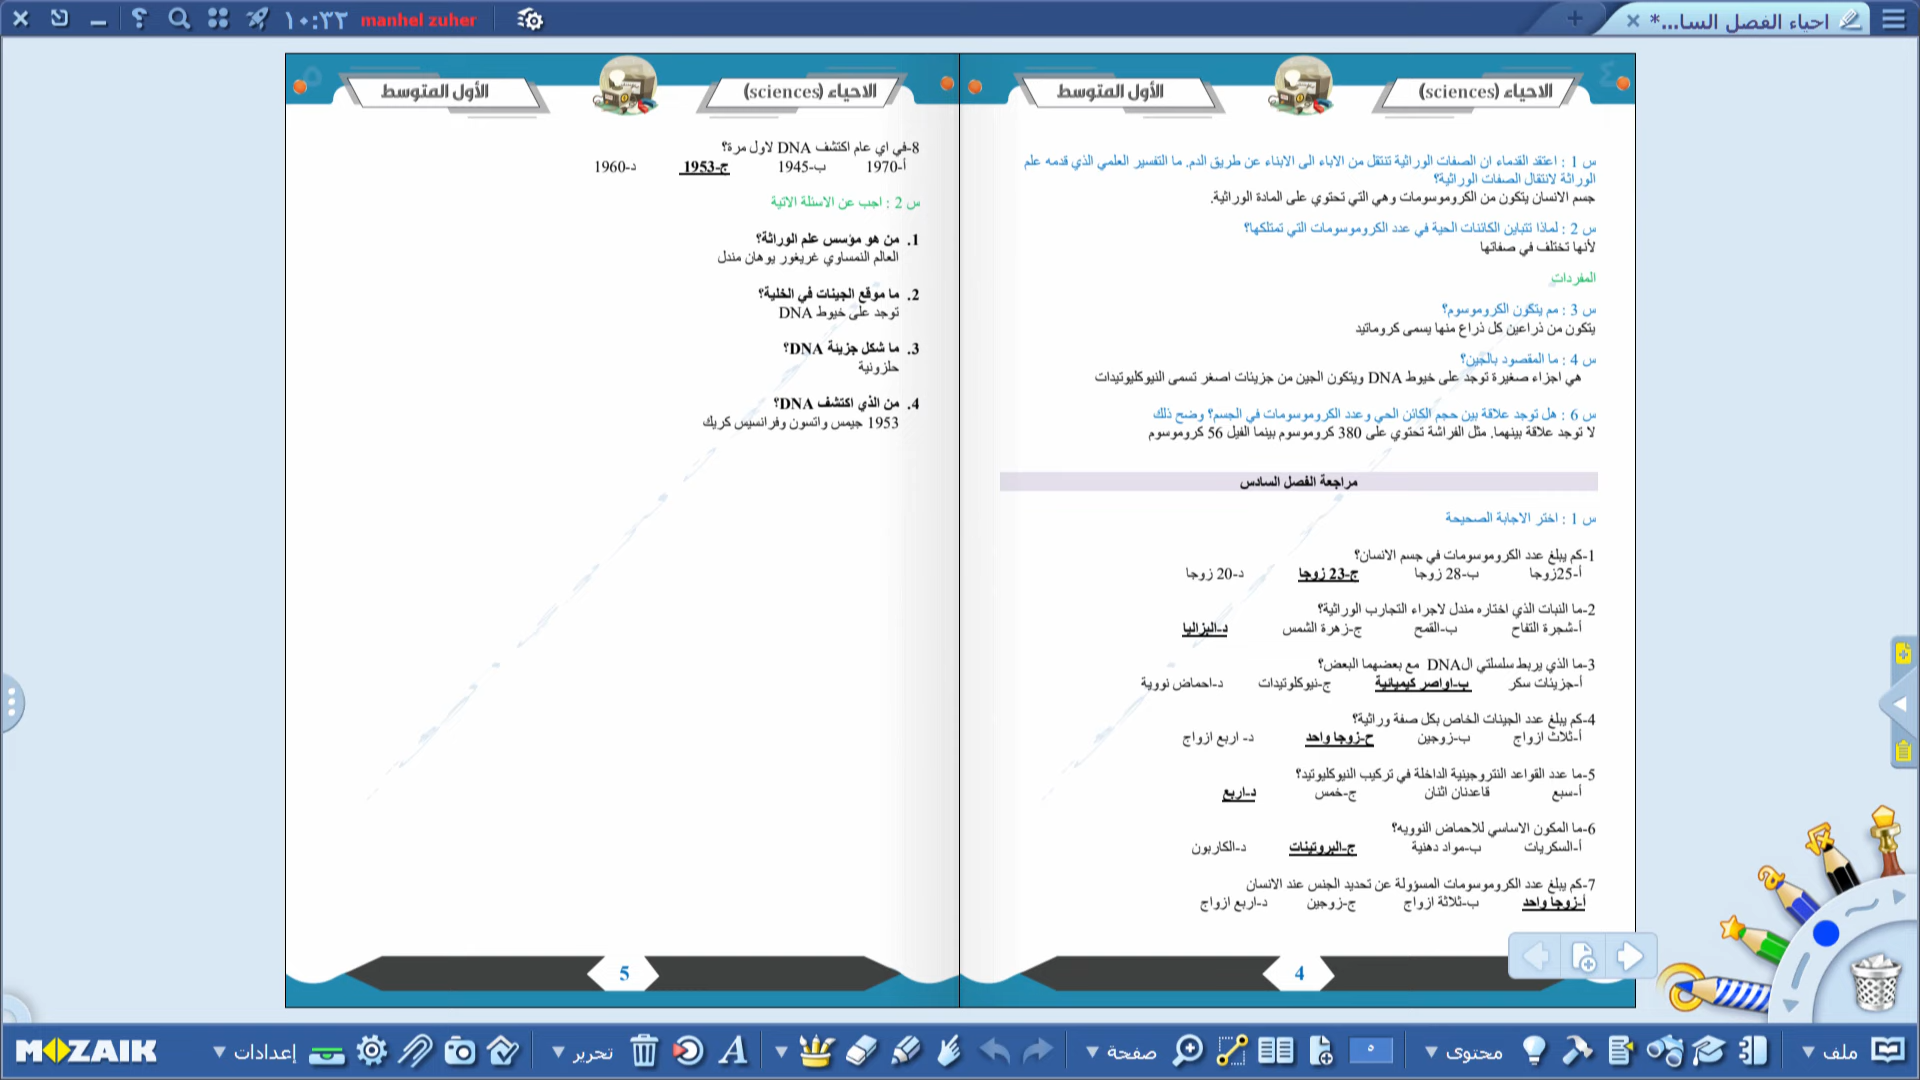 احياء الفصل السا...*
manhel zuher
١٠:٢٢
الاحياء (sciences)
الأول المتوسط
س 1 : اعتقد القدماء ان الصفات الوراثية تنتقل من الاباء الى الابناء عن طريق الدم. ما التفسير العلمي الذي قدمه علم
الوراثة لانتقال الصفات الوراثية؟
جسم الانسان يتكون من الكروموسومات وهي التي تحتوي على المادة الوراثية.
س 2 : لماذا تتباين الكائنات الحية في عدد الكروموسومات التي تمتلكها؟
لأنها تختلف في صفاتها
المفردات
س 3 : مم يتكون الكروموسوم؟
يتكون من ذراعين كل ذراع منها يسمى كروماتيد
س 4 : ما المقصود بالجين؟
هي اجزاء صغيرة توجد على خيوط DNA ويتكون الجين من جزيئات اصغر تسمى النيوكليوتيدات
س 6 : هل توجد علاقة بين حجم الكائن الحي وعدد الكروموسومات في الجسم؟ وضح ذلك
لا توجد علاقة بينهما. مثل الفراشة تحتوي على 380 كروموسوم بينما الفيل 56 كروموسوم
مراجعة الفصل السادس
س 1 : اختر الاجابة الصحيحة
1-كم يبلغ عدد الكروموسومات في جسم الانسان؟
أ-25زوجا ب-28 زوجا ج-23 زوجا د-20 زوجا
2-ما النبات الذي اختاره مندل لاجراء التجارب الوراثية؟
أ-شجرة التفاح ب-القمح ج-زهرة الشمس د-البزاليا
3-ما الذي يربط سلسلتي الDNA مع بعضهما البعض؟
أ-جزيئات سكر ب-اواصر كيميائية ج-نيوكلوتيدات د-احماض نووية
4-كم يبلغ عدد الجينات الخاص بكل صفة وراثية؟
أ-ثلاث ازواج ب-زوجين ح-زوجا واحد د- اربع ازواج
5-ما عدد القواعد النتروجينية الداخلة في تركيب النيوكليوتيد؟
أ-سبع قاعدتان اثنان ج-خمس د-اربع
6-ما المكون الاساسي للاحماض النوويه؟
أ-السكريات ب-مواد دهنية ج-البروتينات د-الكاربون
7-كم يبلغ عدد الكروموسومات المسؤولة عن تحديد الجنس عند الانسان
أ-زوجا واحد ب-ثلاثة ازواج ج-زوجين د-اربع ازواج
4
الاحياء (sciences)
الأول المتوسط
8-في اي عام اكتشف DNA لاول مرة؟
أ-1970 ب-1945 ج-1953 د-1960
س 2 : اجب عن الاسئلة الاتية
1. من هو مؤسس علم الوراثة؟
العالم النمساوي غريغور يوهان مندل
2. ما موقع الجينات في الخلية؟
توجد على خيوط DNA
3. ما شكل جزيئة DNA؟
حلزونية
4. من الذي اكتشف DNA؟
1953 جيمس واتسون وفرانسيس كريك
5
ملف
محتوى
٥
صفحة
تحرير
إعدادات
MOZAIK